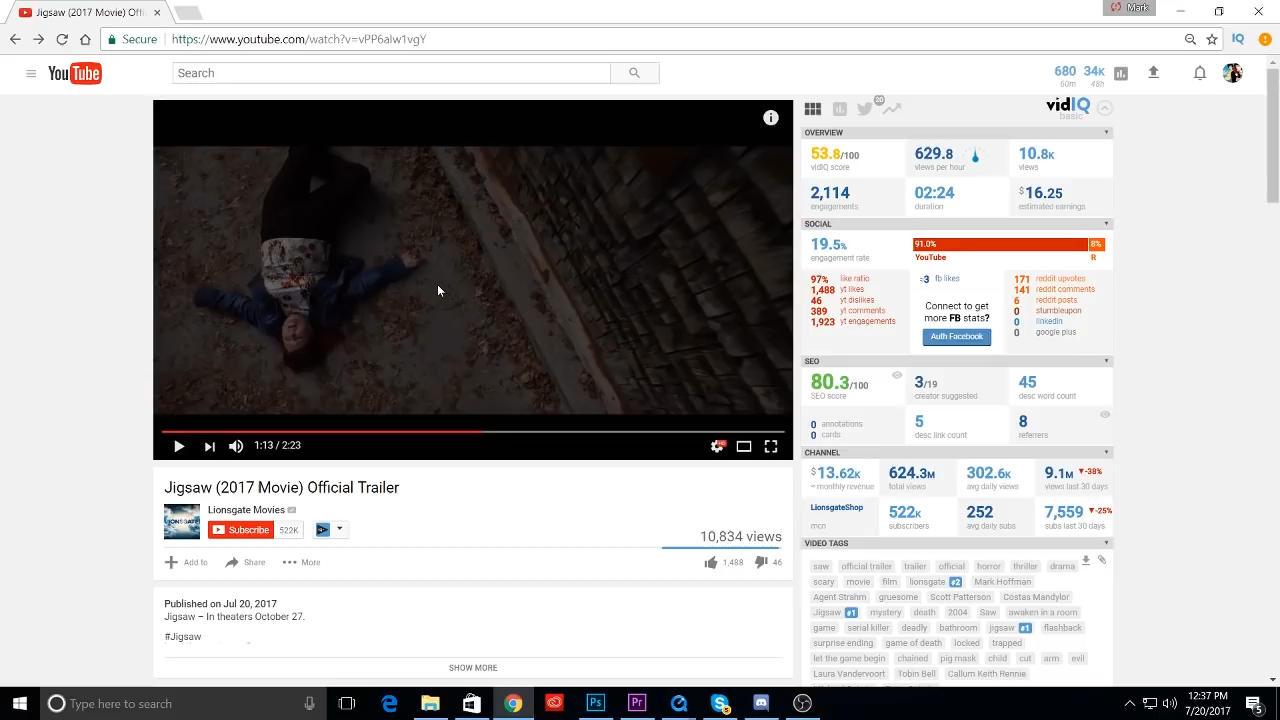 Jigsaw (2017 Movie) Offi
Mark
Secure
https://www.youtube.com/watch?v=vPP6alw1vgY
IQ
YouTube
Search
680 34K
60m 48h
20
vidIQ
basic
OVERVIEW
53.8/100 629.8 10.8K
vidIQ score views per hour views
2,114 02:24 $16.25
engagements duration estimated earnings
SOCIAL
19.5% 91.0% 8%
engagement rate YouTube R
97% like ratio
1,488 yt likes
46 yt dislikes
389 yt comments
1,923 yt engagements
3 fb likes
Connect to get
more FB stats?
Auth Facebook
171 reddit upvotes
141 reddit comments
6 reddit posts
0 stumbleupon
0 linkedin
0 google plus
SEO
80.3/100 3/19 45
SEO score creator suggested desc word count
0 annotations
0 cards
5 8
desc link count referrers
CHANNEL
$13.62K 624.3M 302.6K 9.1M -38%
~monthly revenue total views avg daily views views last 30 days
LionsgateShop 522K 252 7,559 -25%
mcn subscribers avg daily subs subs last 30 days
VIDEO TAGS
saw official trailer trailer official horror thriller drama
scary movie film lionsgate #2 Mark Hoffman
Agent Strahm gruesome Scott Patterson Costas Mandylor
Jigsaw #1 mystery death 2004 Saw awaken in a room
game serial killer deadly bathroom jigsaw #1 flashback
surprise ending game of death locked trapped
let the game begin chained pig mask child cut arm evil
Laura Vandervoort Tobin Bell Callum Keith Rennie
1:13 / 2:23
HD
Jigsaw (2017 Movie) Official Trailer
Lionsgate Movies
Subscribe 522K
10,834 views
Add to Share More 1,488 46
Published on Jul 20, 2017
Jigsaw – In theaters October 27.
#Jigsaw
SHOW MORE
Type here to search
Ps
Pr
12:37 PM
7/20/2017
5